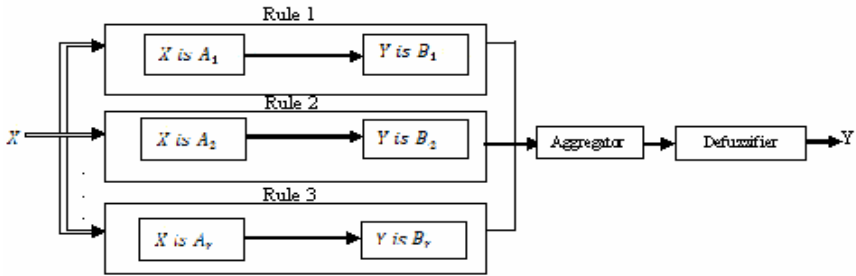 Rule 1
X is A₁ Y is B₁
Rule 2
X X is A₂ Y is B₂ Aggregator Defuzzifier Y
Rule 3
X is Aᵣ Y is Bᵣ